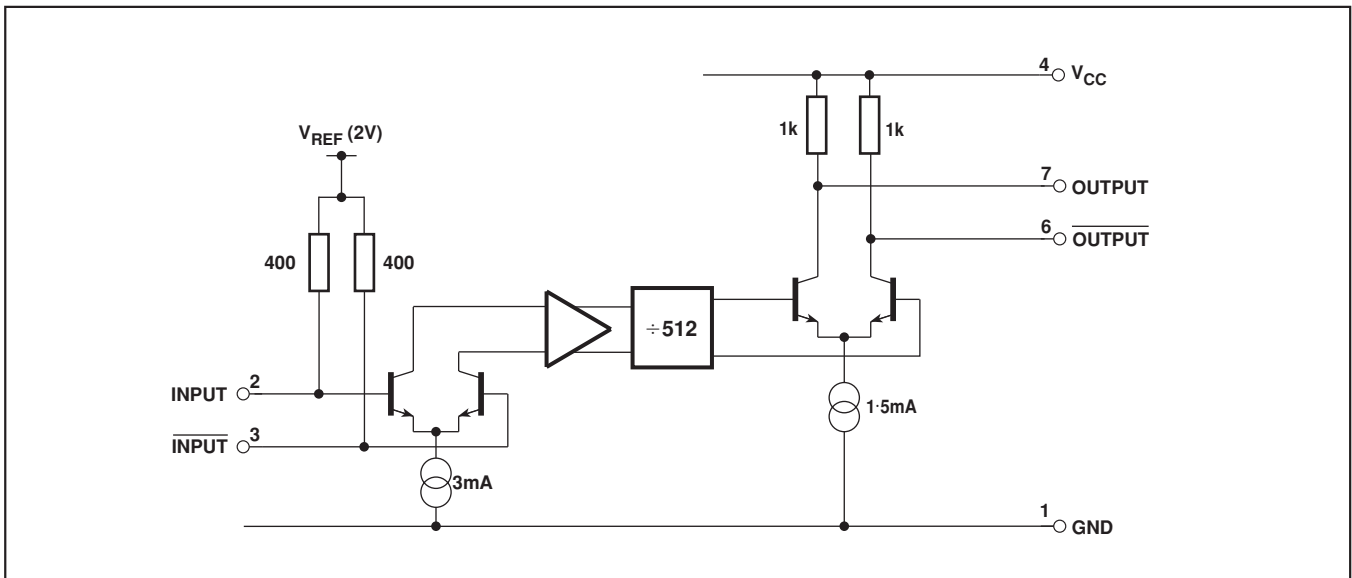 4
VCC
1k
1k
VREF (2V)
7
OUTPUT
6
OUTPUT
400
400
÷512
INPUT
2
1·5mA
INPUT
3
3mA
1
GND